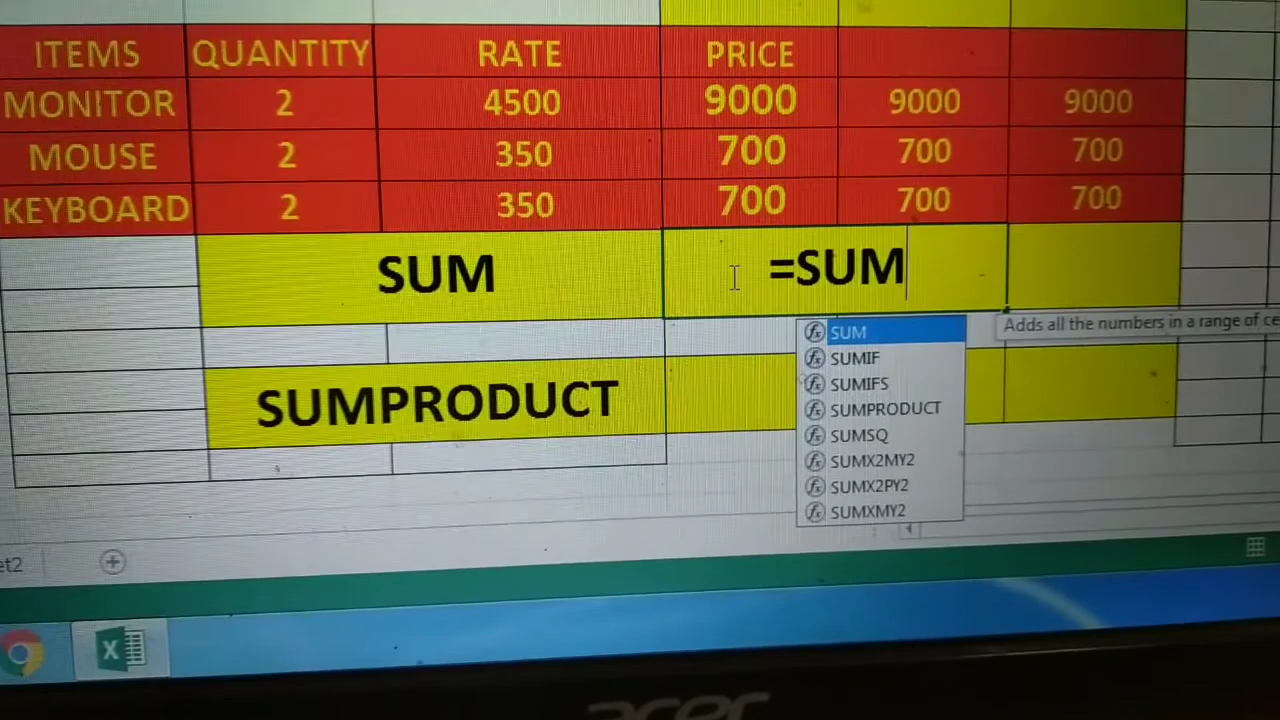 ITEMS QUANTITY RATE PRICE
MONITOR 2 4500 9000 9000 9000
MOUSE 2 350 700 700 700
KEYBOARD 2 350 700 700 700
SUM =SUM
SUM
Adds all the numbers in a range of ce
SUMIF
SUMIFS
SUMPRODUCT
SUMPRODUCT
SUMSQ
SUMX2MY2
SUMX2PY2
SUMXMY2
et2
X
acer